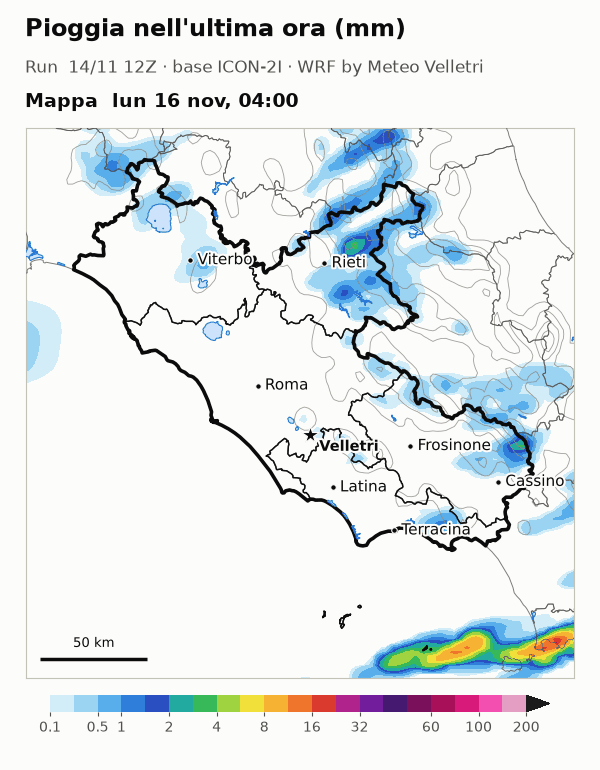 Pioggia nell'ultima ora (mm)
Run  14/11 12Z · base ICON-2I · WRF by Meteo Velletri
Mappa  lun 16 nov, 04:00
Viterbo
Rieti
Roma
Velletri
Frosinone
Latina
Cassino
Terracina
50 km
0.1 0.5 1 2 4 8 16 32 60 100 200